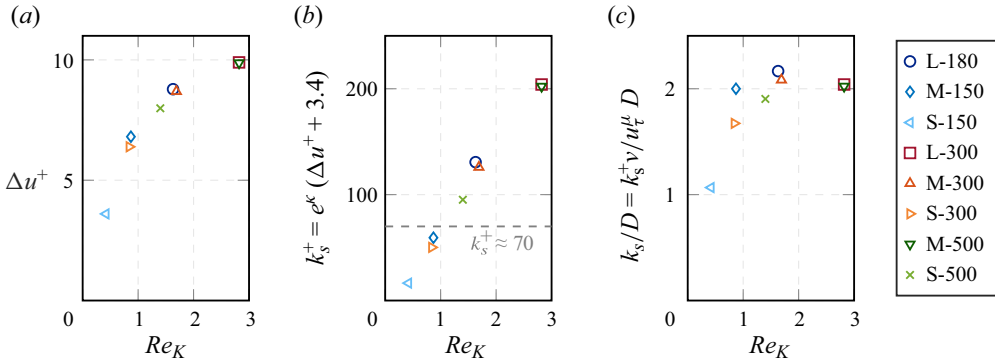 (a)
(b)
(c)
10
5
0
Δu⁺
0
1
2
3
Re_K
200
100
0
k_s⁺ = e^κ (Δu⁺ + 3.4)
k_s⁺ ≈ 70
1
2
3
Re_K
2
1
0
k_s/D = k_s⁺ν/u_τ^μ D
1
2
3
Re_K
L-180
M-150
S-150
L-300
M-300
S-300
M-500
S-500